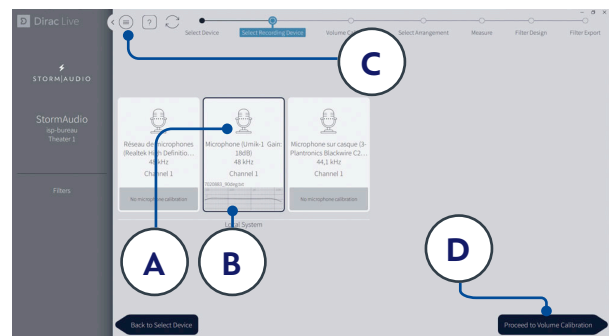 Dirac Live
?
Select Device
Select Recording Device
Volume C
Select Arrangement
Measure
Filter Design
Filter Export
C
STORM|AUDIO
StormAudio
isp-bureau
Theater 1
Filters
Réseau de microphones
(Realtek High Definitio...
48 kHz
Channel 1
No microphone calibration
Microphone (Umik-1 Gain:
18dB)
48 kHz
Channel 1
Microphone sur casque (3-
Plantronics Blackwire C2...
44,1 kHz
Channel 1
No microphone calibration
Local System
A
B
D
Back to Select Device
Proceed to Volume Calibration